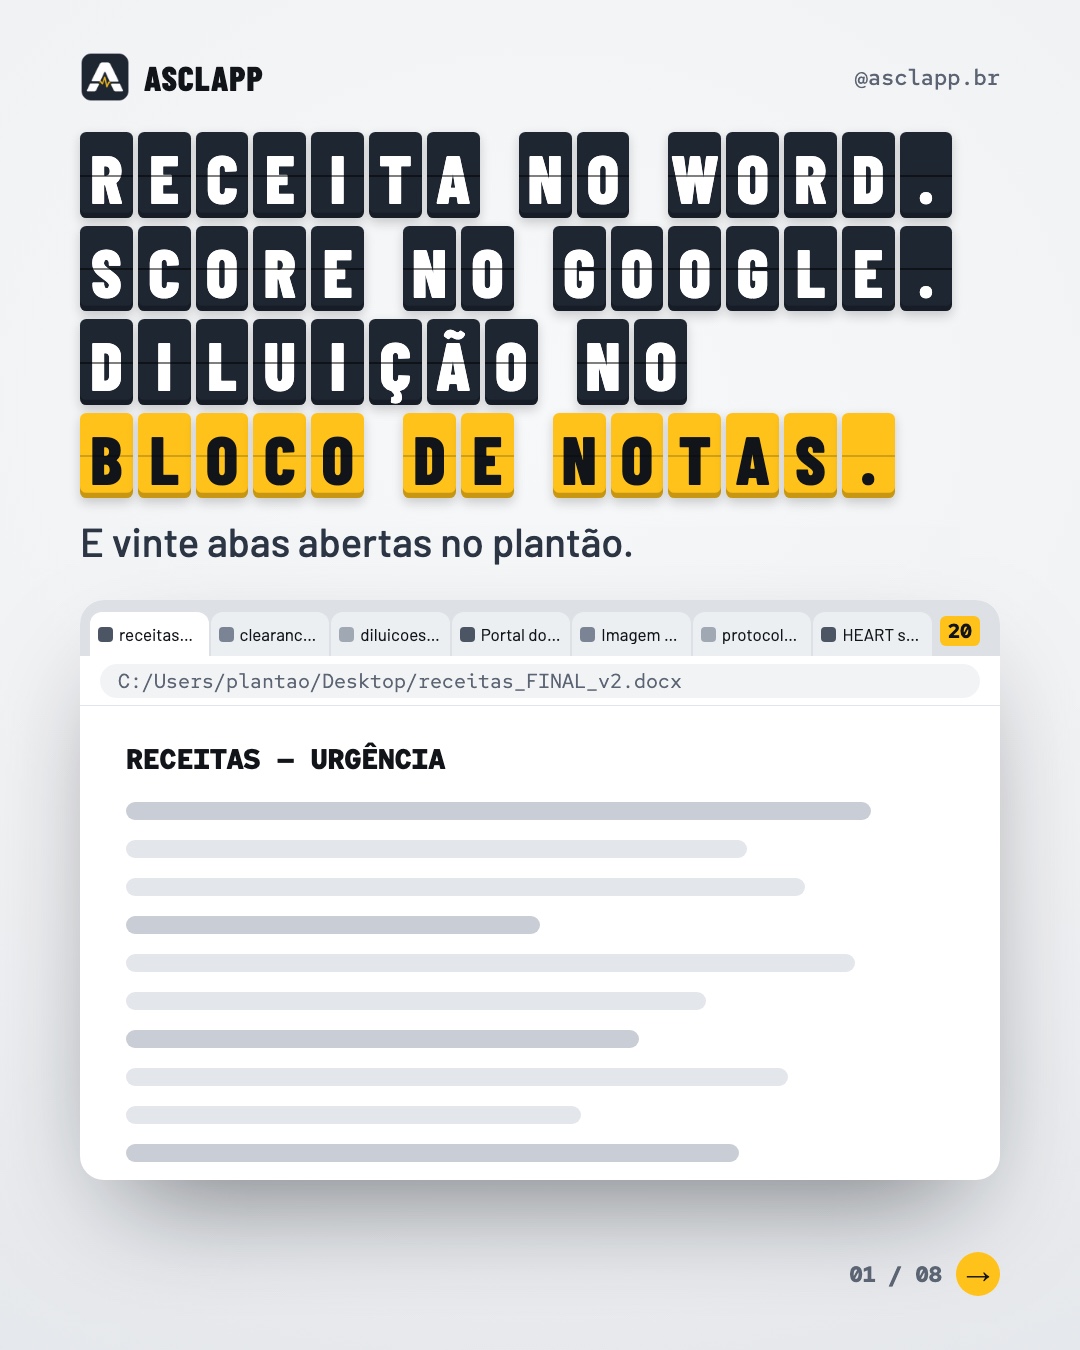 ASCLAPP
@asclapp.br
RECEITA NO WORD.
SCORE NO GOOGLE.
DILUIÇÃO NO
BLOCO DE NOTAS.
E vinte abas abertas no plantão.
receitas... clearanc... diluicoes... Portal do... Imagem ... protocol... HEART s... 20
C:/Users/plantao/Desktop/receitas_FINAL_v2.docx
RECEITAS — URGÊNCIA
01 / 08 →